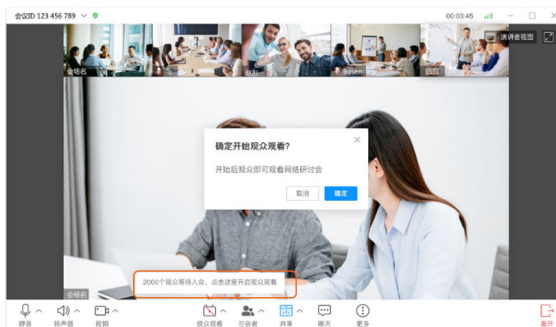 会议ID 123 456 789
00:03:45
演讲者视图
会场名
Bosen
确定开始观众观看?
开始后观众即可观看网络研讨会
取消
确定
2000个观众等待入会，点击这里开启观众观看
会场名
静音
扬声器
视频
观众观看
与会者
共享
聊天
更多
离开